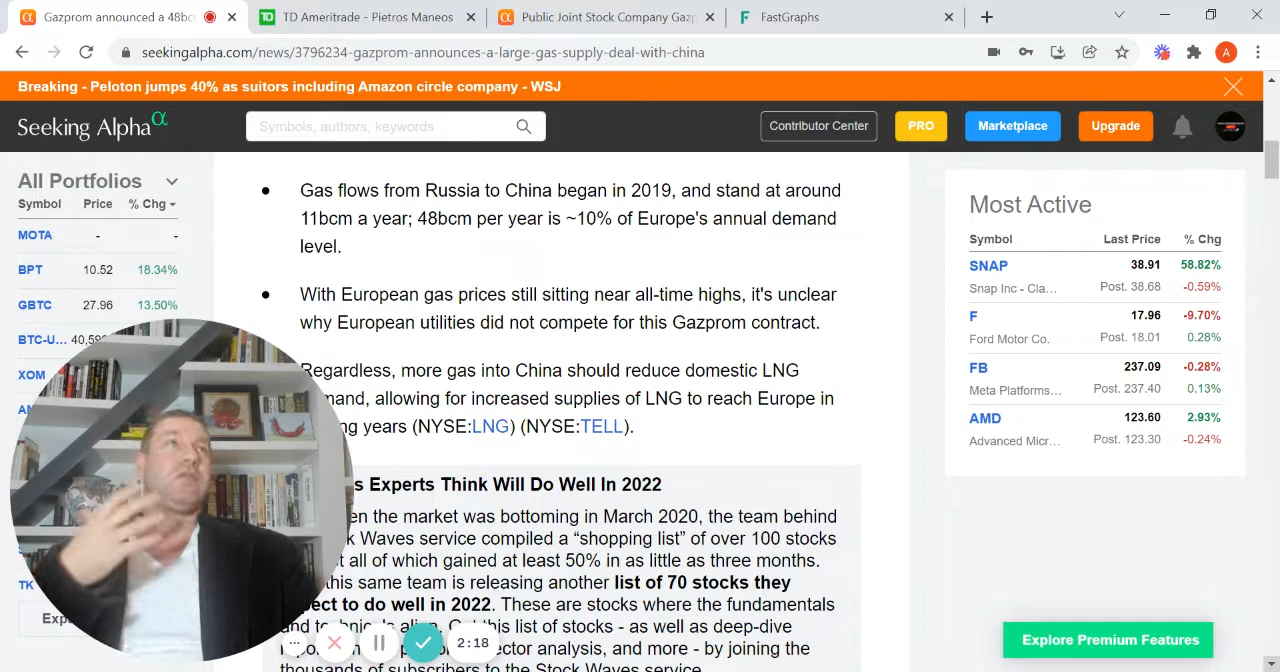 Gazprom announced a 48bc
TD Ameritrade - Pietros Maneos
Public Joint Stock Company Gazp
FastGraphs
seekingalpha.com/news/3796234-gazprom-announces-a-large-gas-supply-deal-with-china
A
Breaking - Peloton jumps 40% as suitors including Amazon circle company - WSJ
Seeking Alpha α
Symbols, authors, keywords
Contributor Center
PRO
Marketplace
Upgrade
All Portfolios
Symbol Price % Chg
MOTA - -
BPT 10.52 18.34%
GBTC 27.96 13.50%
BTC-U... 40,5
XOM
TK
Exp
Gas flows from Russia to China began in 2019, and stand at around
11bcm a year; 48bcm per year is ~10% of Europe's annual demand
level.
With European gas prices still sitting near all-time highs, it's unclear
why European utilities did not compete for this Gazprom contract.
Regardless, more gas into China should reduce domestic LNG
mand, allowing for increased supplies of LNG to reach Europe in
ng years (NYSE:LNG) (NYSE:TELL).
s Experts Think Will Do Well In 2022
en the market was bottoming in March 2020, the team behind
k Waves service compiled a “shopping list” of over 100 stocks
t all of which gained at least 50% in as little as three months.
this same team is releasing another list of 70 stocks they
pect to do well in 2022. These are stocks where the fundamentals
and technicals align. Get this list of stocks - as well as deep-dive
ector analysis, and more - by joining the
thousands of subscribers to the Stock Waves service.
2:18
Most Active
Symbol Last Price % Chg
SNAP 38.91 58.82%
Snap Inc - Cla... Post. 38.68 -0.59%
F 17.96 -9.70%
Ford Motor Co. Post. 18.01 0.28%
FB 237.09 -0.28%
Meta Platforms... Post. 237.40 0.13%
AMD 123.60 2.93%
Advanced Micr... Post. 123.30 -0.24%
Explore Premium Features